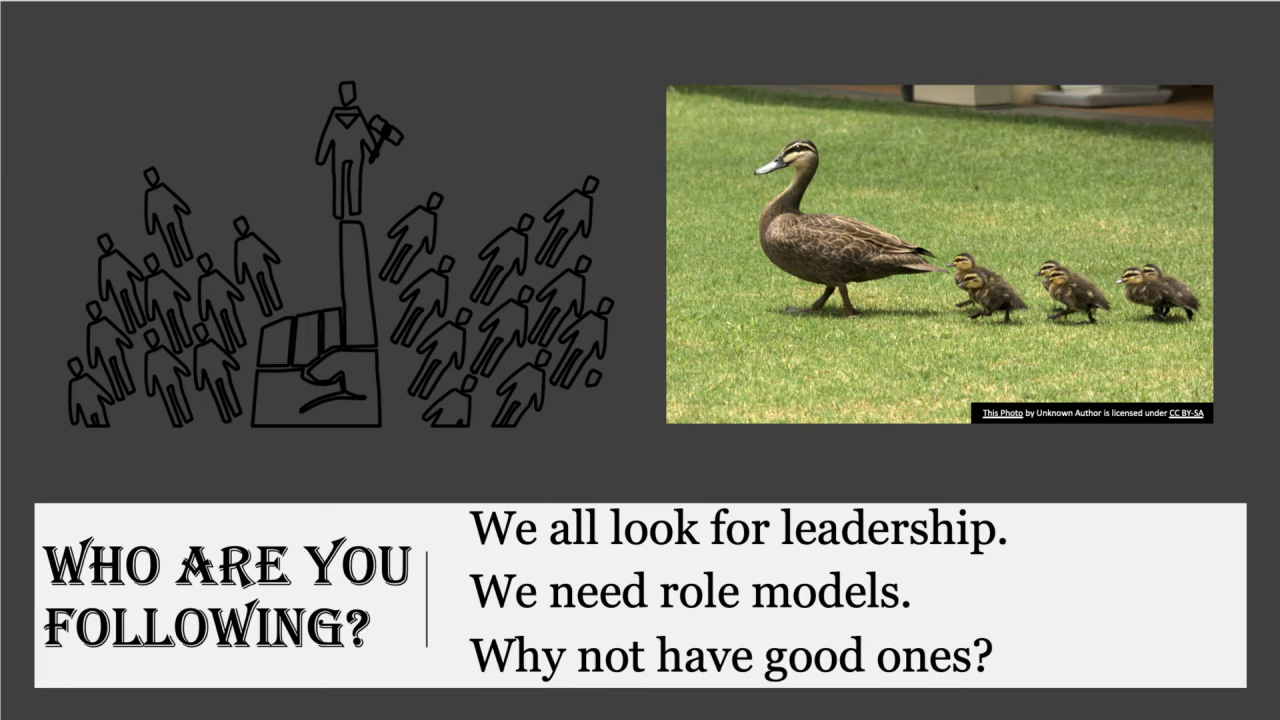 This Photo by Unknown Author is licensed under CC BY-SA
WHO ARE YOU
FOLLOWING?
We all look for leadership.
We need role models.
Why not have good ones?